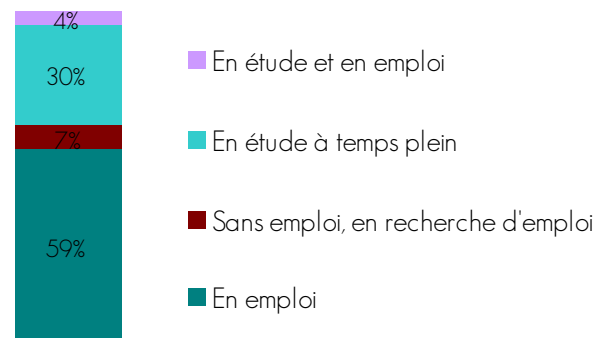 4%
En étude et en emploi
30%
En étude à temps plein
7%
Sans emploi, en recherche d'emploi
59%
En emploi